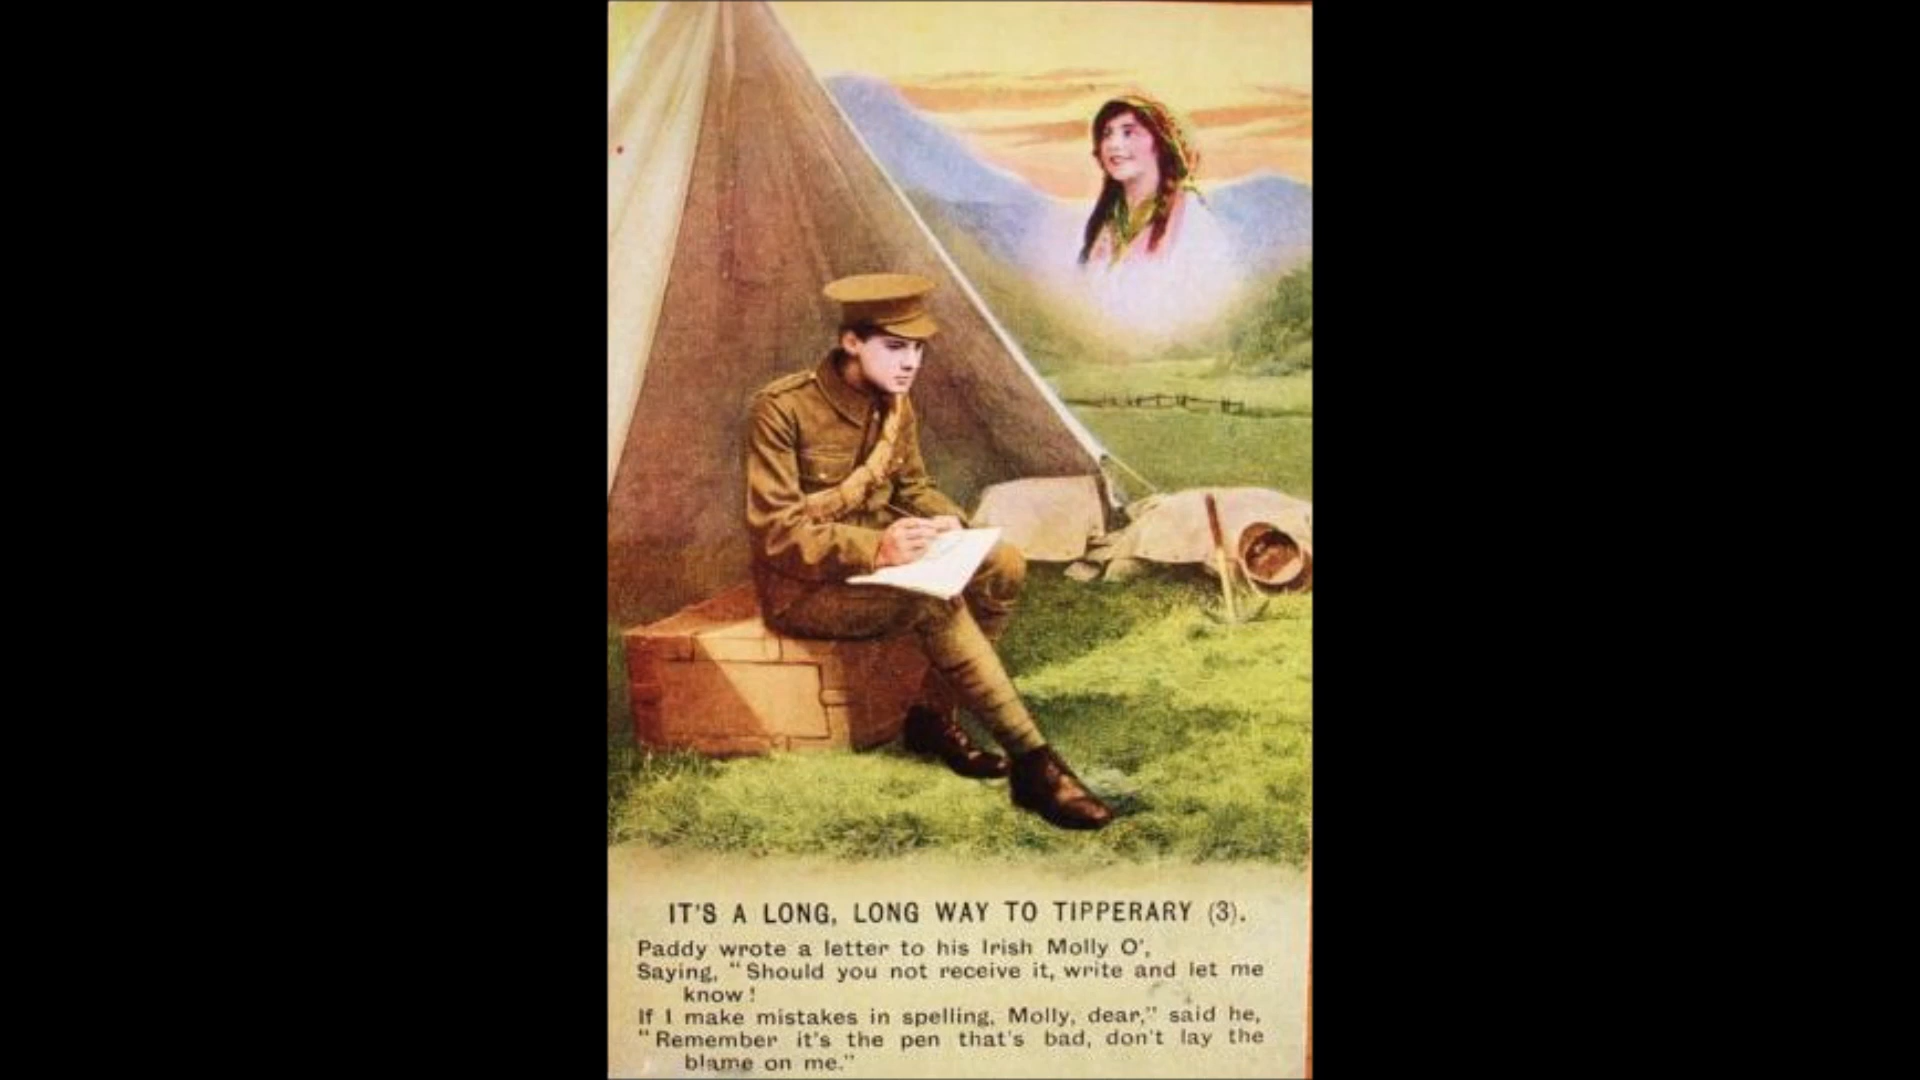 IT'S A LONG, LONG WAY TO TIPPERARY (3).
Paddy wrote a letter to his Irish Molly O',
Saying, "Should you not receive it, write and let me
know!
If I make mistakes in spelling, Molly, dear," said he,
"Remember it's the pen that's bad, don't lay the
blame on me."